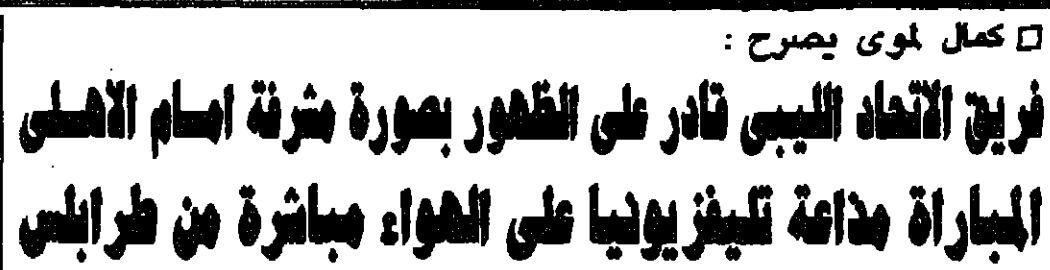 □ كمال لموى يصرح :
فريق الاتحاد الليبى قادر على الظهور بصورة مشرفة امام الاهلى
المباراة مذاعة تليفزيونيا على الهواء مباشرة من طرابلس